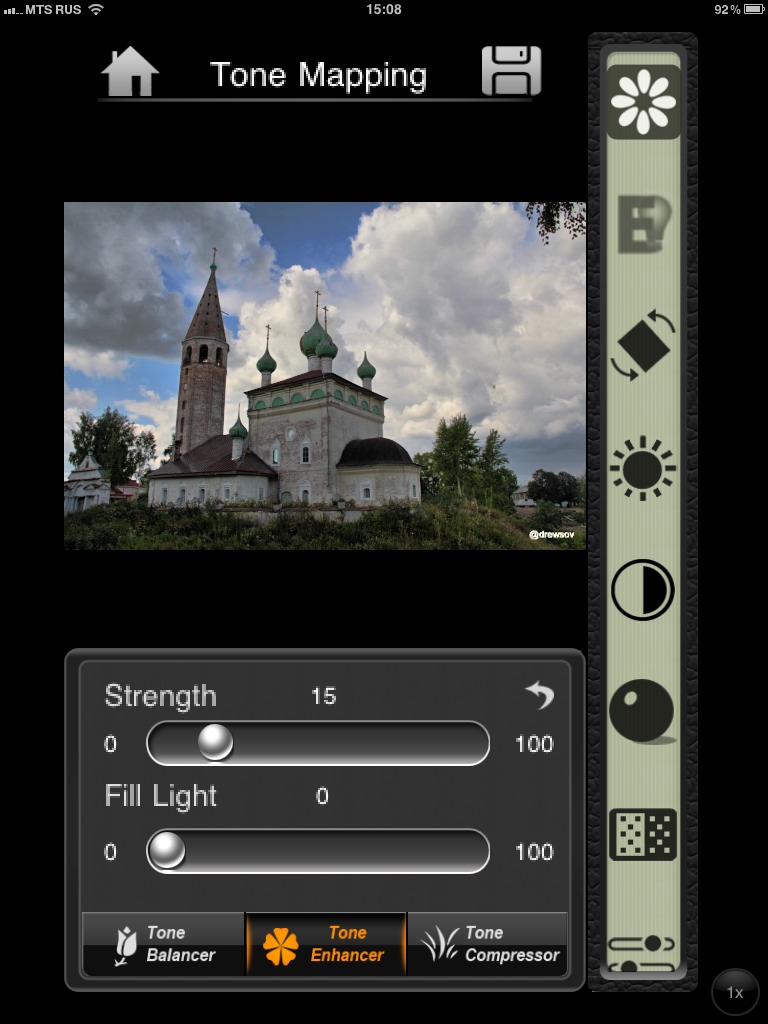 MTS RUS 15:08 92%
Tone Mapping
@drewsov
Strength 15
0 100
Fill Light 0
0 100
Tone Balancer
Tone Enhancer
Tone Compressor
1x